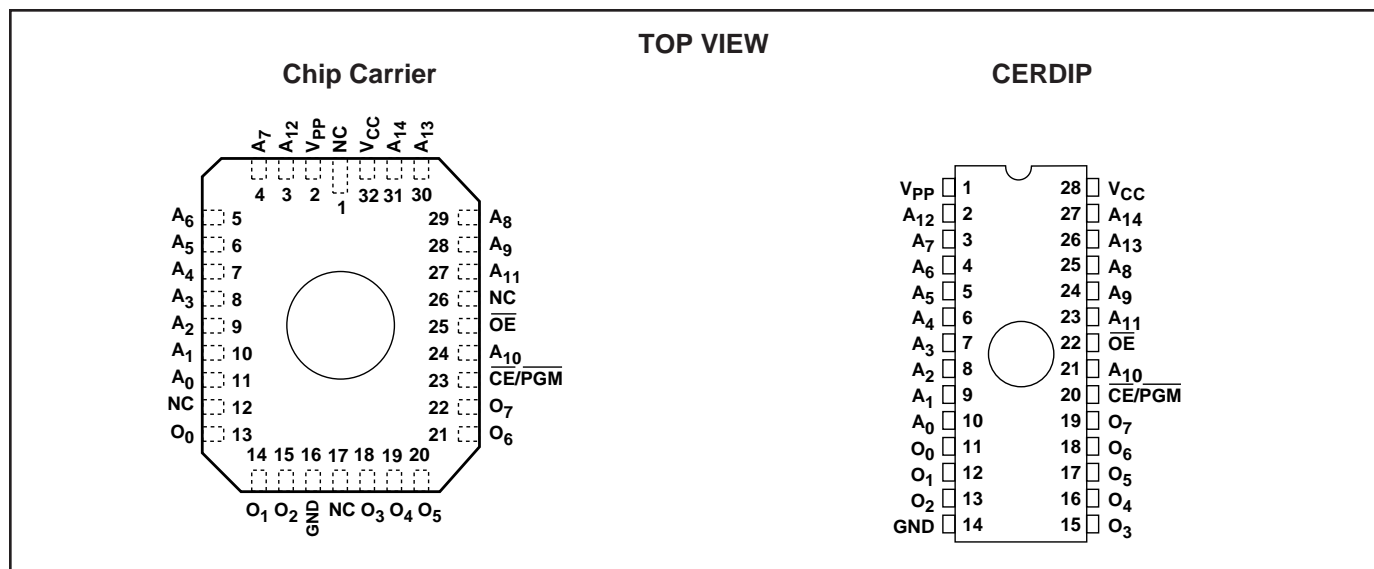 TOP VIEW
Chip Carrier
A7 A12 VPP NC VCC A14 A13
4 3 2 1 32 31 30
A6 5 29 A8
A5 6 28 A9
A4 7 27 A11
A3 8 26 NC
A2 9 25 O̅E̅
A1 10 24 A10
A0 11 23 C̅E̅/P̅G̅M̅
NC 12 22 O7
O0 13 21 O6
14 15 16 17 18 19 20
O1 O2 GND NC O3 O4 O5
CERDIP
VPP 1 28 VCC
A12 2 27 A14
A7 3 26 A13
A6 4 25 A8
A5 5 24 A9
A4 6 23 A11
A3 7 22 O̅E̅
A2 8 21 A10
A1 9 20 C̅E̅/P̅G̅M̅
A0 10 19 O7
O0 11 18 O6
O1 12 17 O5
O2 13 16 O4
GND 14 15 O3